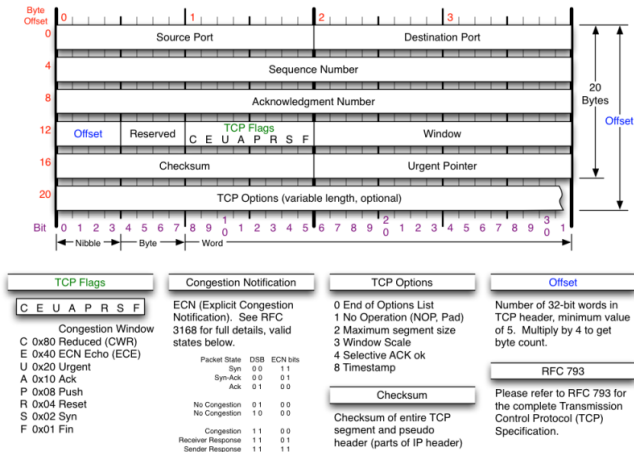 Byte
Offset
0 1 2 3
0 Source Port Destination Port
4 Sequence Number
8 Acknowledgment Number
20
Bytes
Offset
12 Offset Reserved TCP Flags Window
C E U A P R S F
16 Checksum Urgent Pointer
20 TCP Options (variable length, optional)
Bit 0 1 2 3 4 5 6 7 8 9 1 0 1 2 3 4 5 6 7 8 9 2 0 1 2 3 4 5 6 7 8 9 3 0 1
Nibble Byte Word
TCP Flags
C E U A P R S F
Congestion Window
C 0x80 Reduced (CWR)
E 0x40 ECN Echo (ECE)
U 0x20 Urgent
A 0x10 Ack
P 0x08 Push
R 0x04 Reset
S 0x02 Syn
F 0x01 Fin
Congestion Notification
ECN (Explicit Congestion
Notification). See RFC
3168 for full details, valid
states below.
Packet State DSB ECN bits
Syn 0 0 1 1
Syn-Ack 0 0 0 1
Ack 0 1 0 0
No Congestion 0 1 0 0
No Congestion 1 0 0 0
Congestion 1 1 0 0
Receiver Response 1 1 0 1
Sender Response 1 1 1 1
TCP Options
0 End of Options List
1 No Operation (NOP, Pad)
2 Maximum segment size
3 Window Scale
4 Selective ACK ok
8 Timestamp
Checksum
Checksum of entire TCP
segment and pseudo
header (parts of IP header)
Offset
Number of 32-bit words in
TCP header, minimum value
of 5. Multiply by 4 to get
byte count.
RFC 793
Please refer to RFC 793 for
the complete Transmission
Control Protocol (TCP)
Specification.